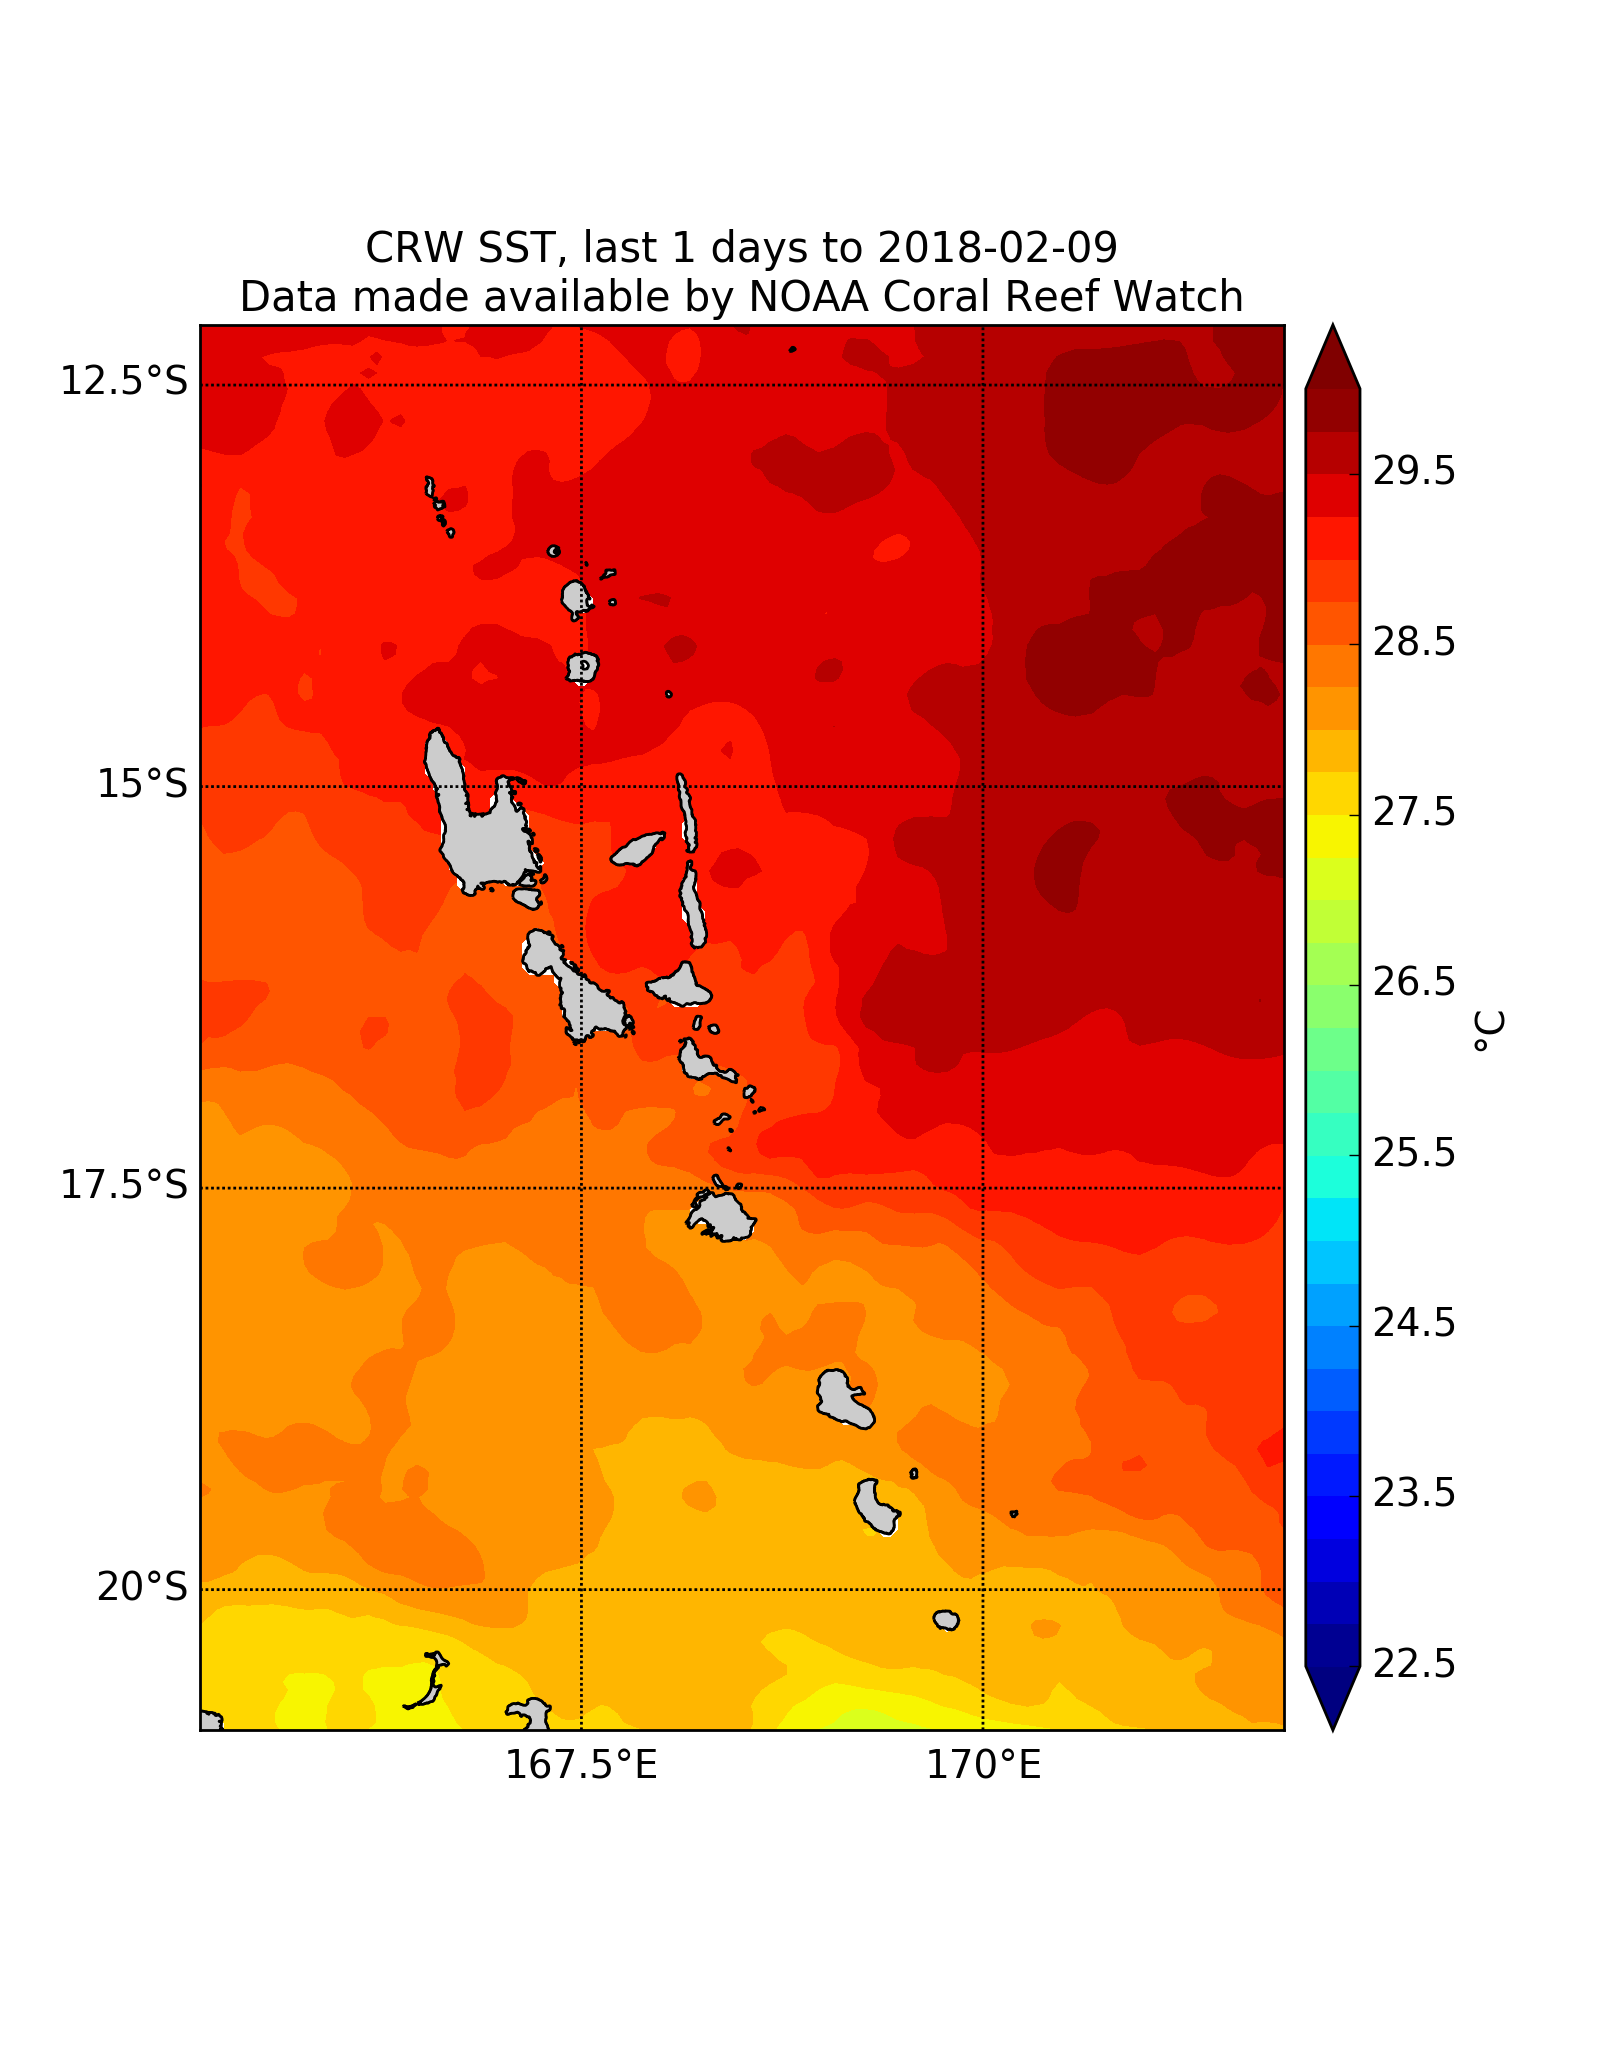 CRW SST, last 1 days to 2018-02-09
Data made available by NOAA Coral Reef Watch
12.5°S
15°S
17.5°S
20°S
167.5°E
170°E
29.5
28.5
27.5
26.5
25.5
24.5
23.5
22.5
°C